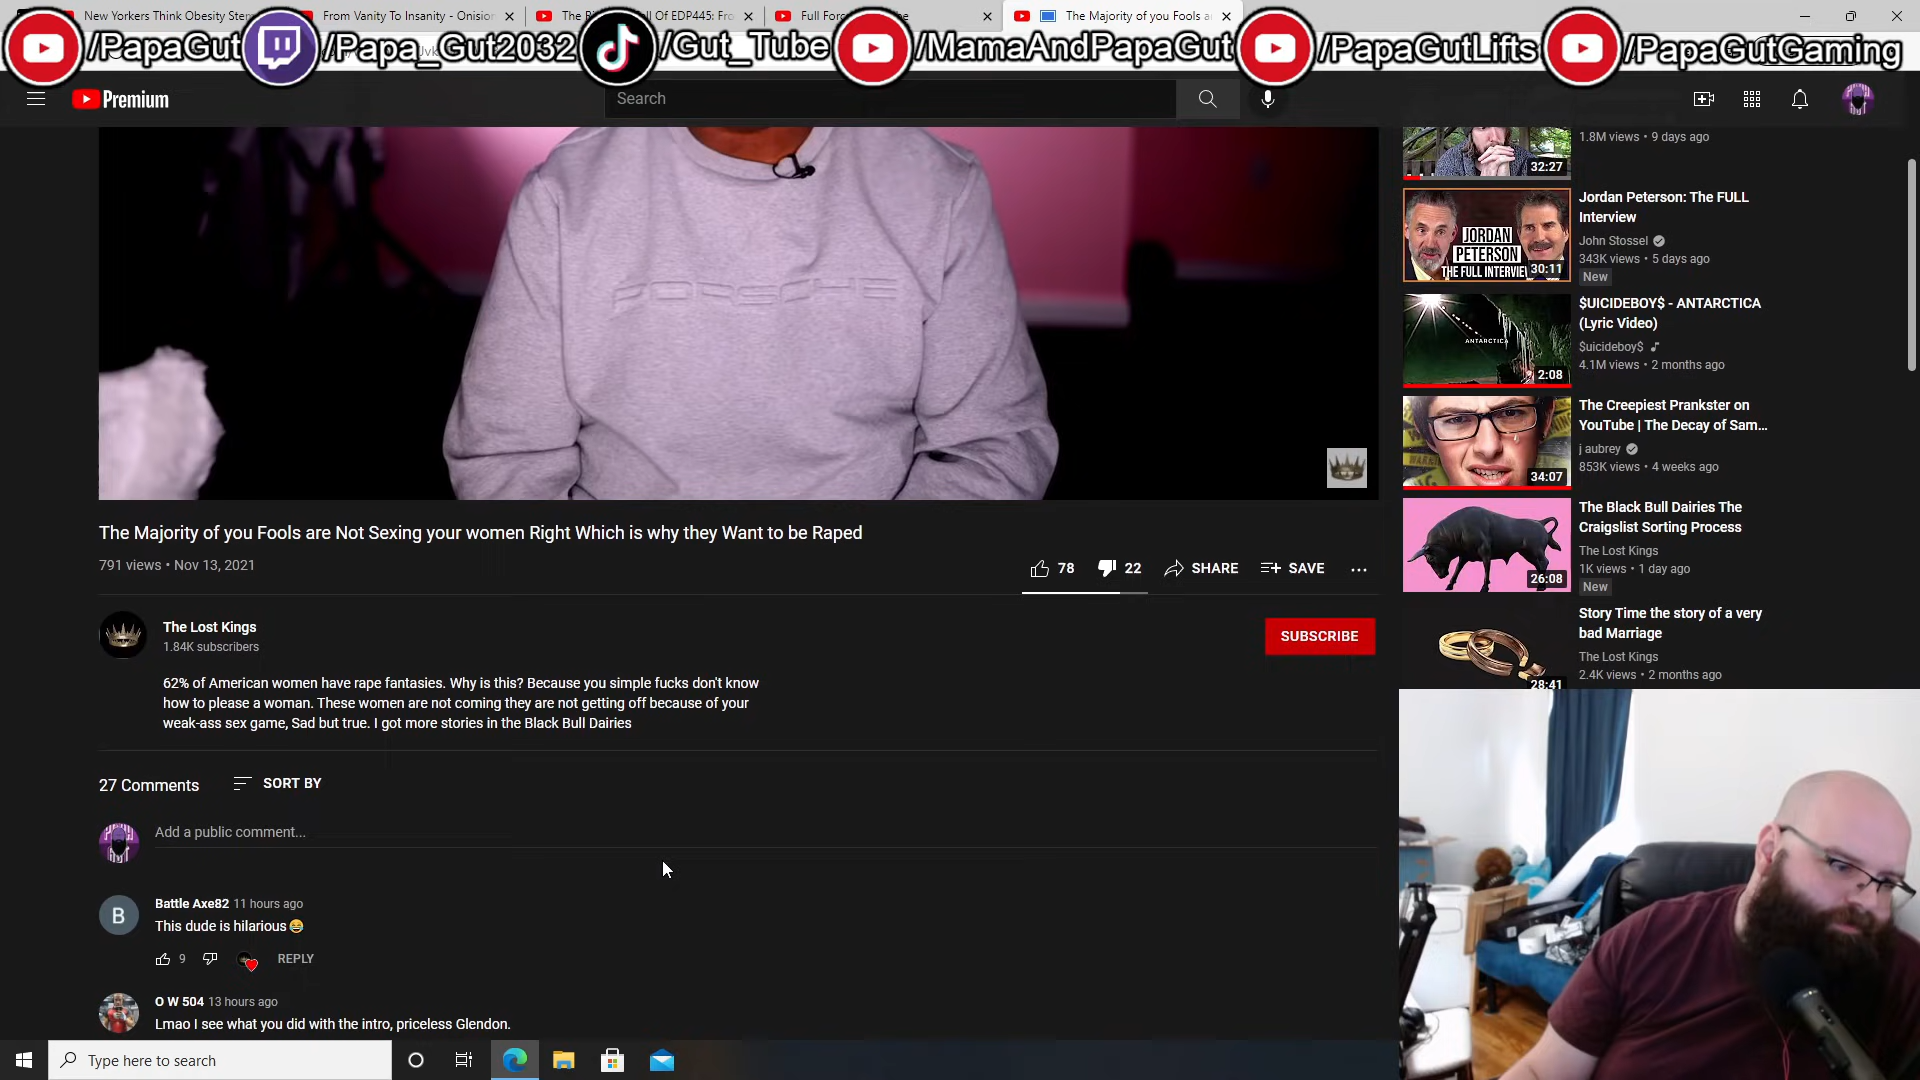 New Yorkers Think Obesity Ste
From Vanity To Insanity - Onision
Of EDP445: Fro
Full For
The Majority of you Fools a
/PapaGut
/Papa_Gut2032
/Gut_Tube
/MamaAndPapaGut
/PapaGutLifts
/PapaGutGaming
Premium
Search
1.8M views • 9 days ago
32:27
Jordan Peterson: The FULL
Interview
John Stossel
343K views • 5 days ago
New
JORDAN
PETERSON
THE FULL INTERVIEW
30:11
$UICIDEBOY$ - ANTARCTICA
(Lyric Video)
$uicideboy$
4.1M views • 2 months ago
ANTARCTICA
2:08
The Creepiest Prankster on
YouTube | The Decay of Sam...
j aubrey
853K views • 4 weeks ago
34:07
The Black Bull Dairies The
Craigslist Sorting Process
The Lost Kings
1K views • 1 day ago
New
26:08
Story Time the story of a very
bad Marriage
The Lost Kings
2.4K views • 2 months ago
28:41
The Majority of you Fools are Not Sexing your women Right Which is why they Want to be Raped
791 views • Nov 13, 2021
78
22
SHARE
SAVE
The Lost Kings
1.84K subscribers
SUBSCRIBE
62% of American women have rape fantasies. Why is this? Because you simple fucks don't know
how to please a woman. These women are not coming they are not getting off because of your
weak-ass sex game, Sad but true. I got more stories in the Black Bull Dairies
27 Comments
SORT BY
Add a public comment...
B
Battle Axe82 11 hours ago
This dude is hilarious😂
9
REPLY
O W 504 13 hours ago
Lmao I see what you did with the intro, priceless Glendon.
Type here to search